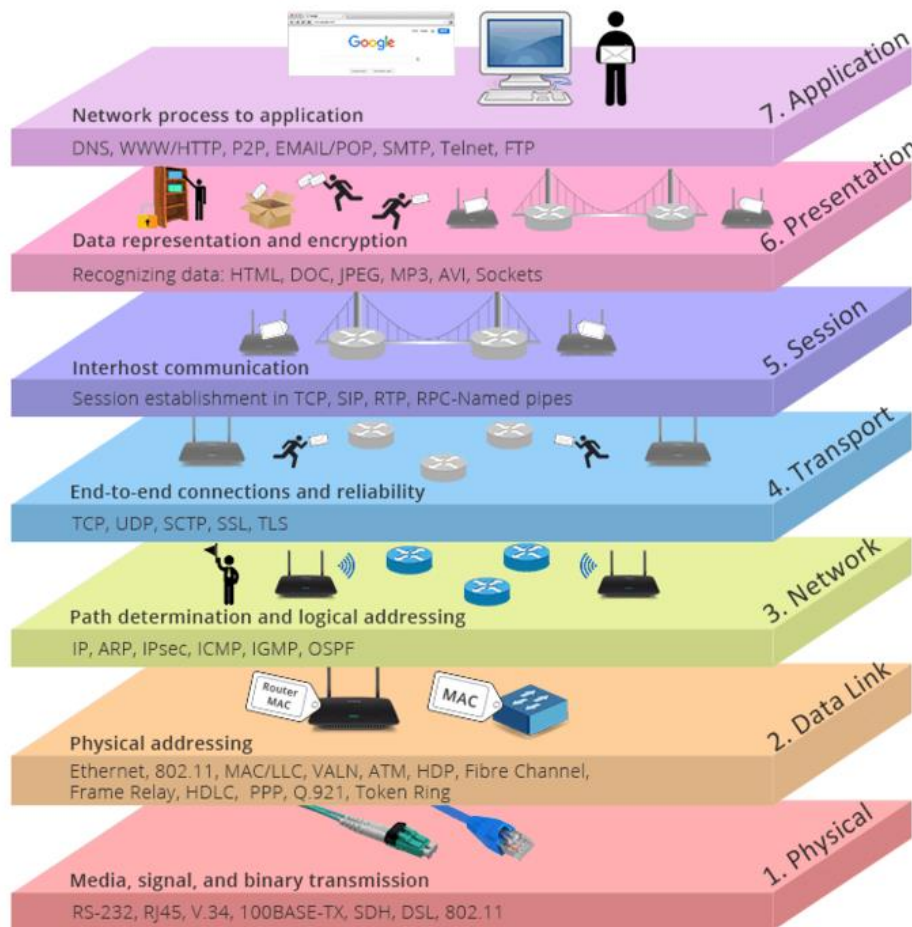 Google
7. Application
Network process to application
DNS, WWW/HTTP, P2P, EMAIL/POP, SMTP, Telnet, FTP
6. Presentation
Data representation and encryption
Recognizing data: HTML, DOC, JPEG, MP3, AVI, Sockets
5. Session
Interhost communication
Session establishment in TCP, SIP, RTP, RPC-Named pipes
4. Transport
End-to-end connections and reliability
TCP, UDP, SCTP, SSL, TLS
3. Network
Path determination and logical addressing
IP, ARP, IPsec, ICMP, IGMP, OSPF
Router
MAC
MAC
2. Data Link
Physical addressing
Ethernet, 802.11, MAC/LLC, VALN, ATM, HDP, Fibre Channel,
Frame Relay, HDLC, PPP, Q.921, Token Ring
1. Physical
Media, signal, and binary transmission
RS-232, RJ45, V.34, 100BASE-TX, SDH, DSL, 802.11